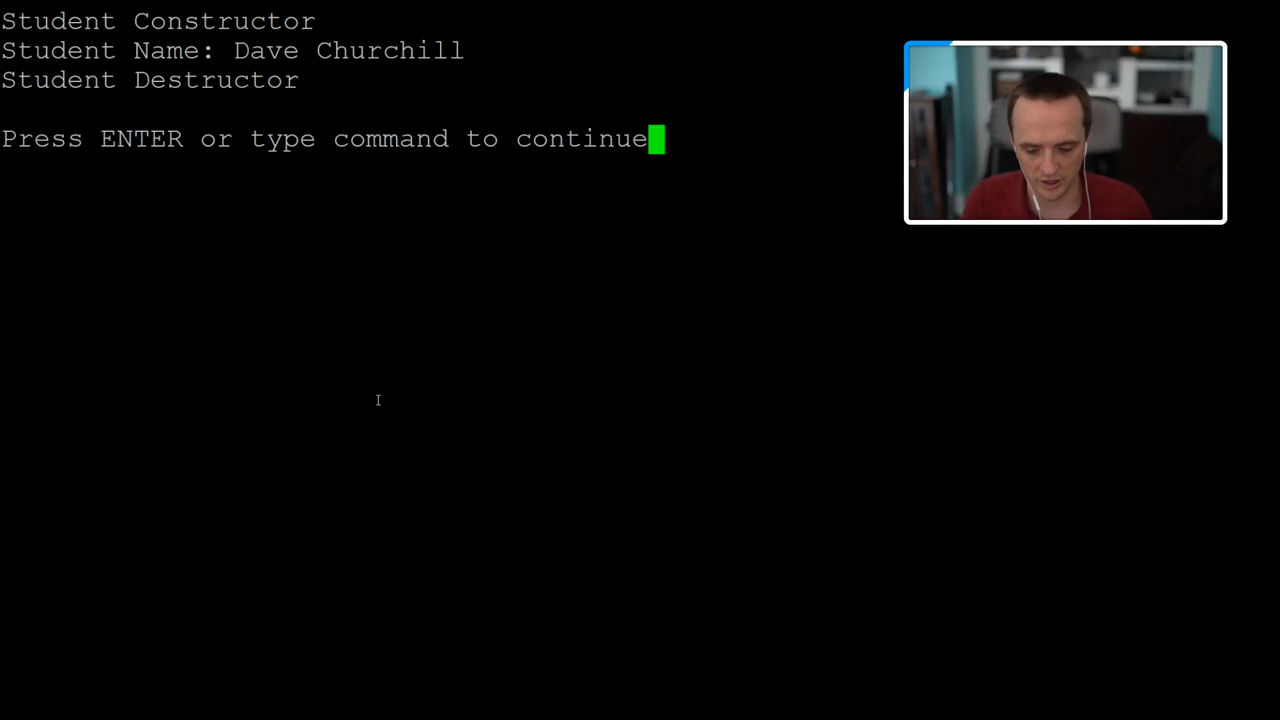 Student Constructor
Student Name: Dave Churchill
Student Destructor
Press ENTER or type command to continue